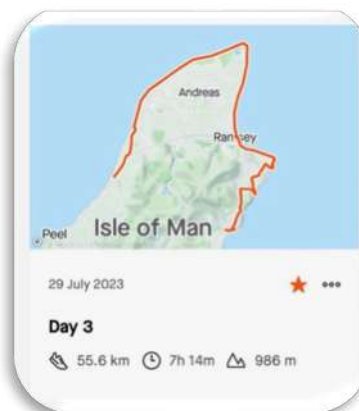 Andreas
Ramsey
Isle of Man
Peel
29 July 2023
Day 3
55.6 km 7h 14m 986 m